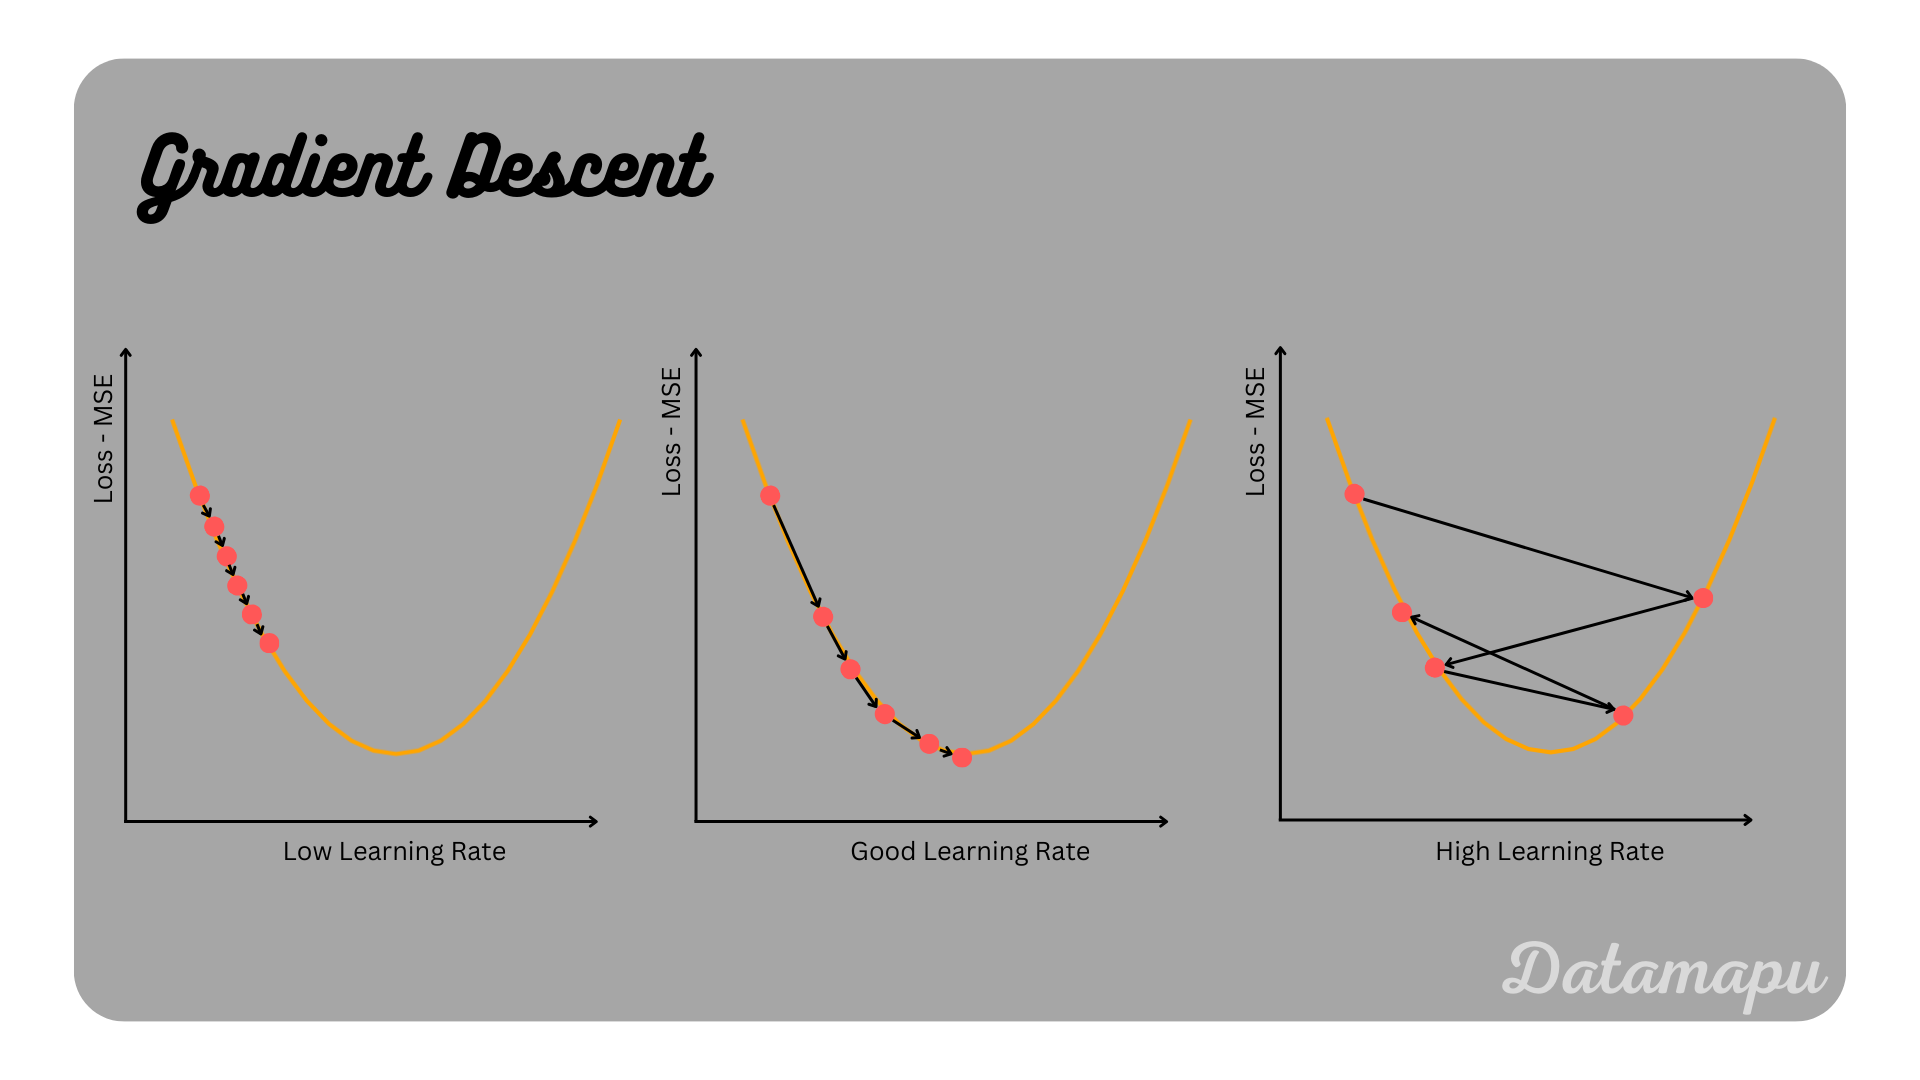 Gradient Descent
Loss - MSE
Low Learning Rate
Loss - MSE
Good Learning Rate
Loss - MSE
High Learning Rate
Datamapu